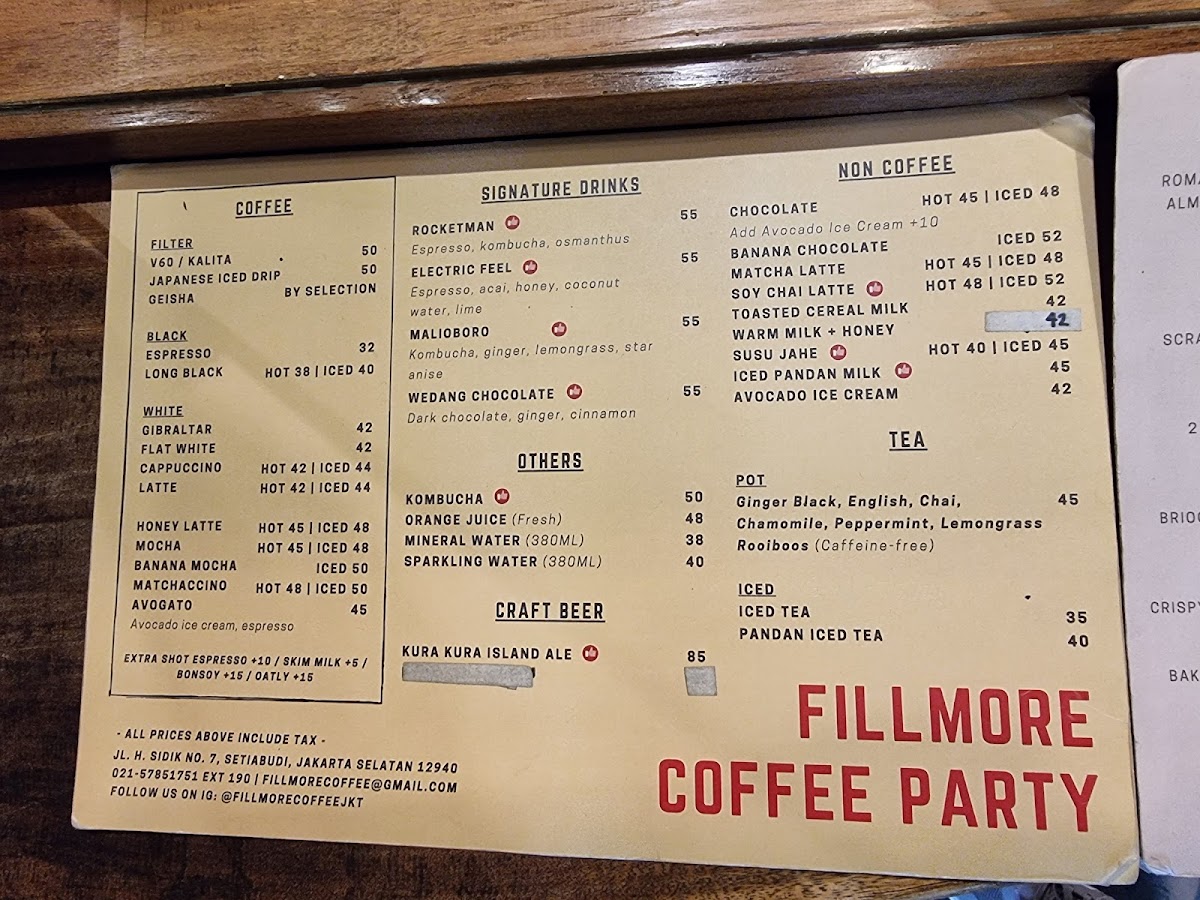 COFFEE
FILTER
V60 / KALITA 50
JAPANESE ICED DRIP 50
GEISHA BY SELECTION
BLACK
ESPRESSO 32
LONG BLACK HOT 38 | ICED 40
WHITE
GIBRALTAR 42
FLAT WHITE 42
CAPPUCCINO HOT 42 | ICED 44
LATTE HOT 42 | ICED 44
HONEY LATTE HOT 45 | ICED 48
MOCHA HOT 45 | ICED 48
BANANA MOCHA ICED 50
MATCHACCINO HOT 48 | ICED 50
AVOGATO 45
Avocado ice cream, espresso
EXTRA SHOT ESPRESSO +10 / SKIM MILK +5 /
BONSOY +15 / OATLY +15
- ALL PRICES ABOVE INCLUDE TAX -
JL. H. SIDIK NO. 7, SETIABUDI, JAKARTA SELATAN 12940
021-57851751 EXT 190 | FILLMORECOFFEE@GMAIL.COM
FOLLOW US ON IG: @FILLMORECOFFEEJKT
SIGNATURE DRINKS
ROCKETMAN 55
Espresso, kombucha, osmanthus
ELECTRIC FEEL 55
Espresso, acai, honey, coconut
water, lime
MALIOBORO 55
Kombucha, ginger, lemongrass, star
anise
WEDANG CHOCOLATE 55
Dark chocolate, ginger, cinnamon
OTHERS
KOMBUCHA 50
ORANGE JUICE (Fresh) 48
MINERAL WATER (380ML) 38
SPARKLING WATER (380ML) 40
CRAFT BEER
KURA KURA ISLAND ALE 85
NON COFFEE
CHOCOLATE HOT 45 | ICED 48
Add Avocado Ice Cream +10
BANANA CHOCOLATE ICED 52
MATCHA LATTE HOT 45 | ICED 48
SOY CHAI LATTE HOT 48 | ICED 52
TOASTED CEREAL MILK 42
WARM MILK + HONEY 42
SUSU JAHE HOT 40 | ICED 45
ICED PANDAN MILK 45
AVOCADO ICE CREAM 42
TEA
POT
Ginger Black, English, Chai, 45
Chamomile, Peppermint, Lemongrass
Rooiboos (Caffeine-free)
ICED
ICED TEA 35
PANDAN ICED TEA 40
FILLMORE
COFFEE PARTY